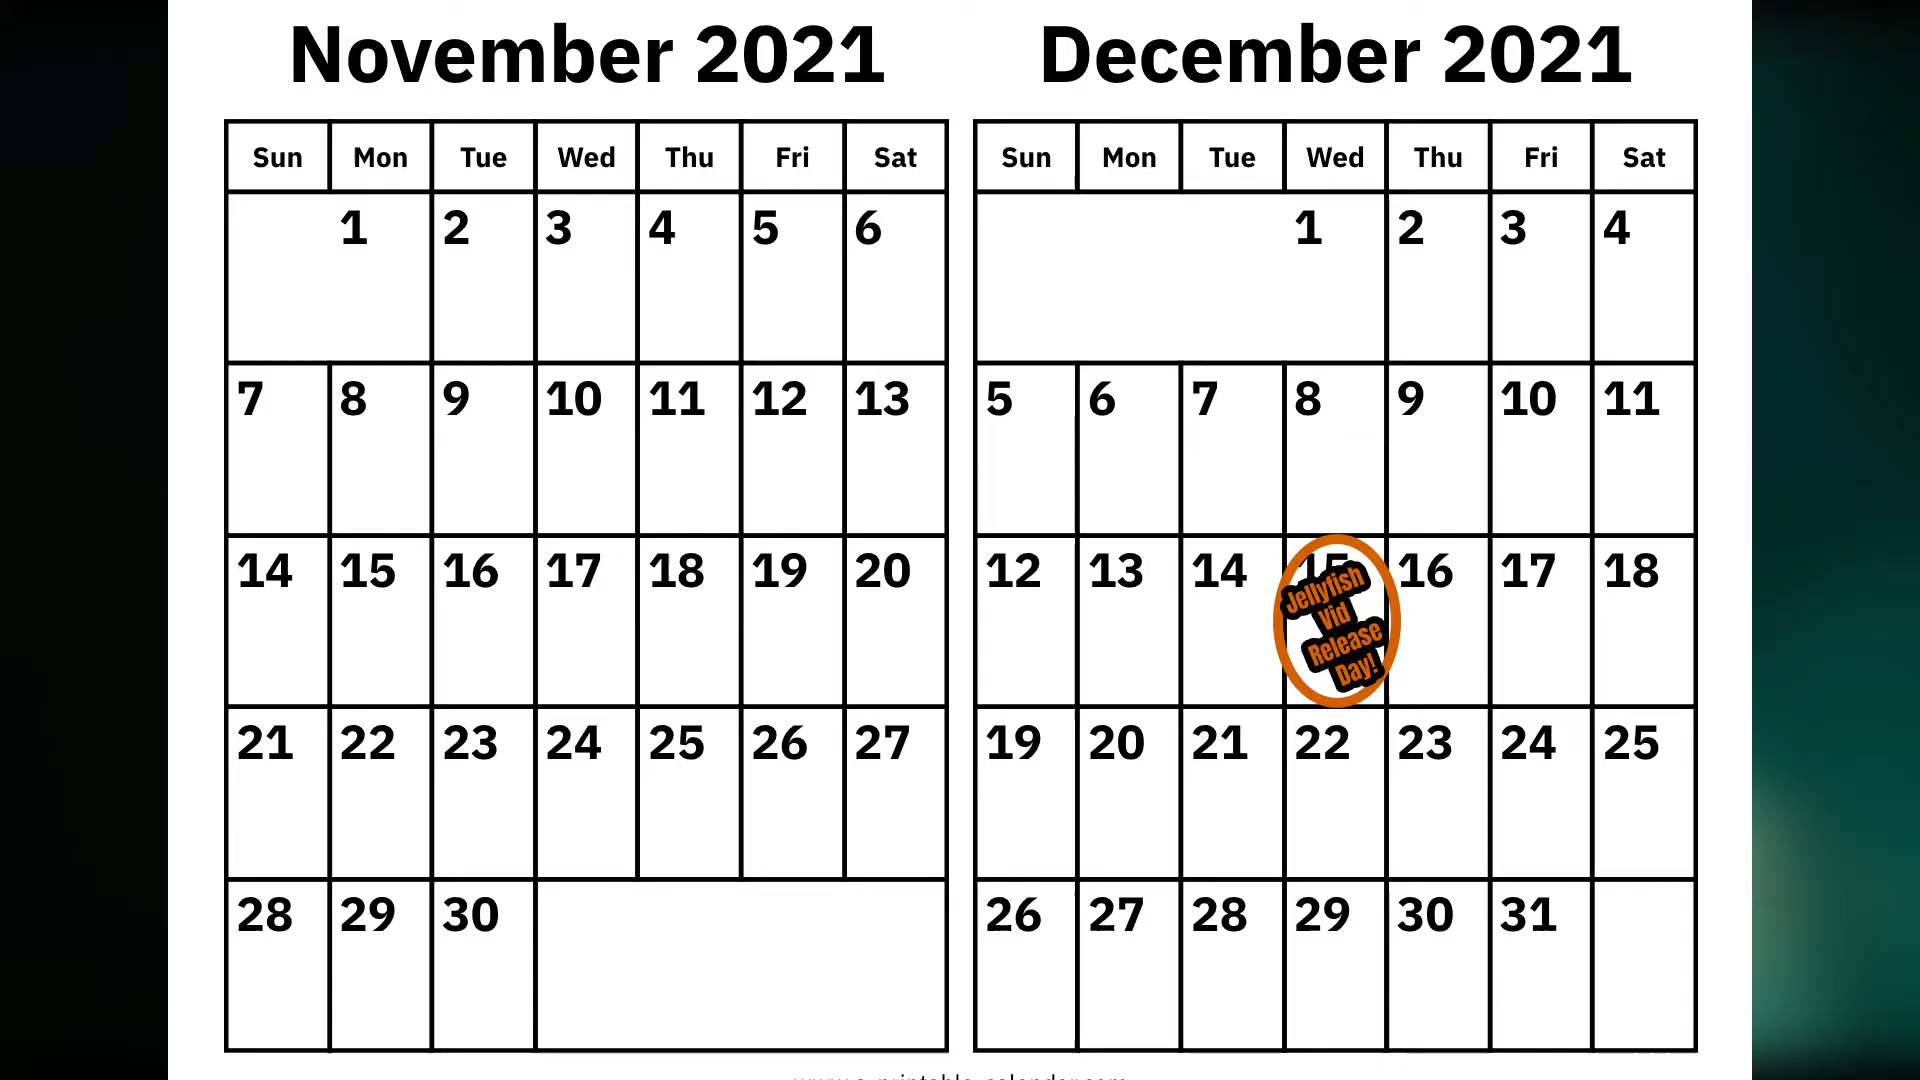 November 2021 December 2021
Sun Mon Tue Wed Thu Fri Sat Sun Mon Tue Wed Thu Fri Sat
1 2 3 4 5 6 1 2 3 4
7 8 9 10 11 12 13 5 6 7 8 9 10 11
14 15 16 17 18 19 20 12 13 14 15 16 17 18
Jellyfish
Vid
Release
Day!
21 22 23 24 25 26 27 19 20 21 22 23 24 25
28 29 30 26 27 28 29 30 31